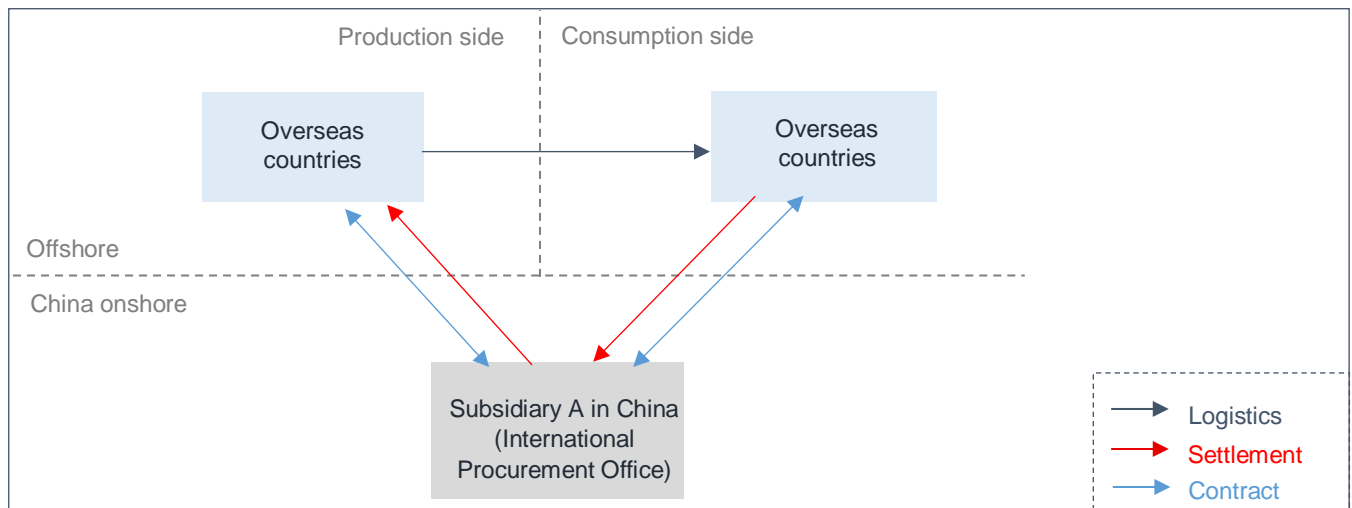 Production side
Consumption side
Overseas
countries
Overseas
countries
Offshore
China onshore
Subsidiary A in China
(International
Procurement Office)
Logistics
Settlement
Contract